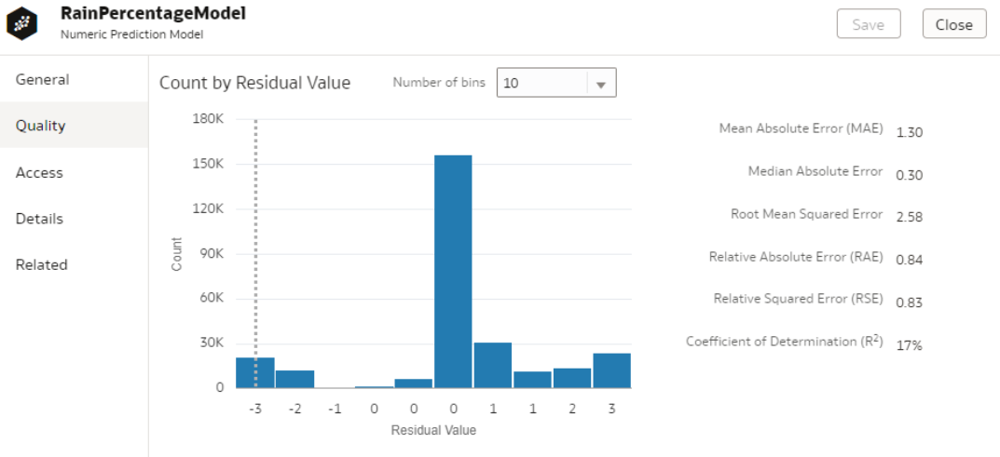 RainPercentageModel
Numeric Prediction Model
Save
Close
General
Quality
Access
Details
Related
Count by Residual Value
Number of bins
10
180K
150K
120K
90K
60K
30K
0
Count
-3 -2 -1 0 0 0 1 1 2 3
Residual Value
Mean Absolute Error (MAE) 1.30
Median Absolute Error 0.30
Root Mean Squared Error 2.58
Relative Absolute Error (RAE) 0.84
Relative Squared Error (RSE) 0.83
Coefficient of Determination (R²) 17%